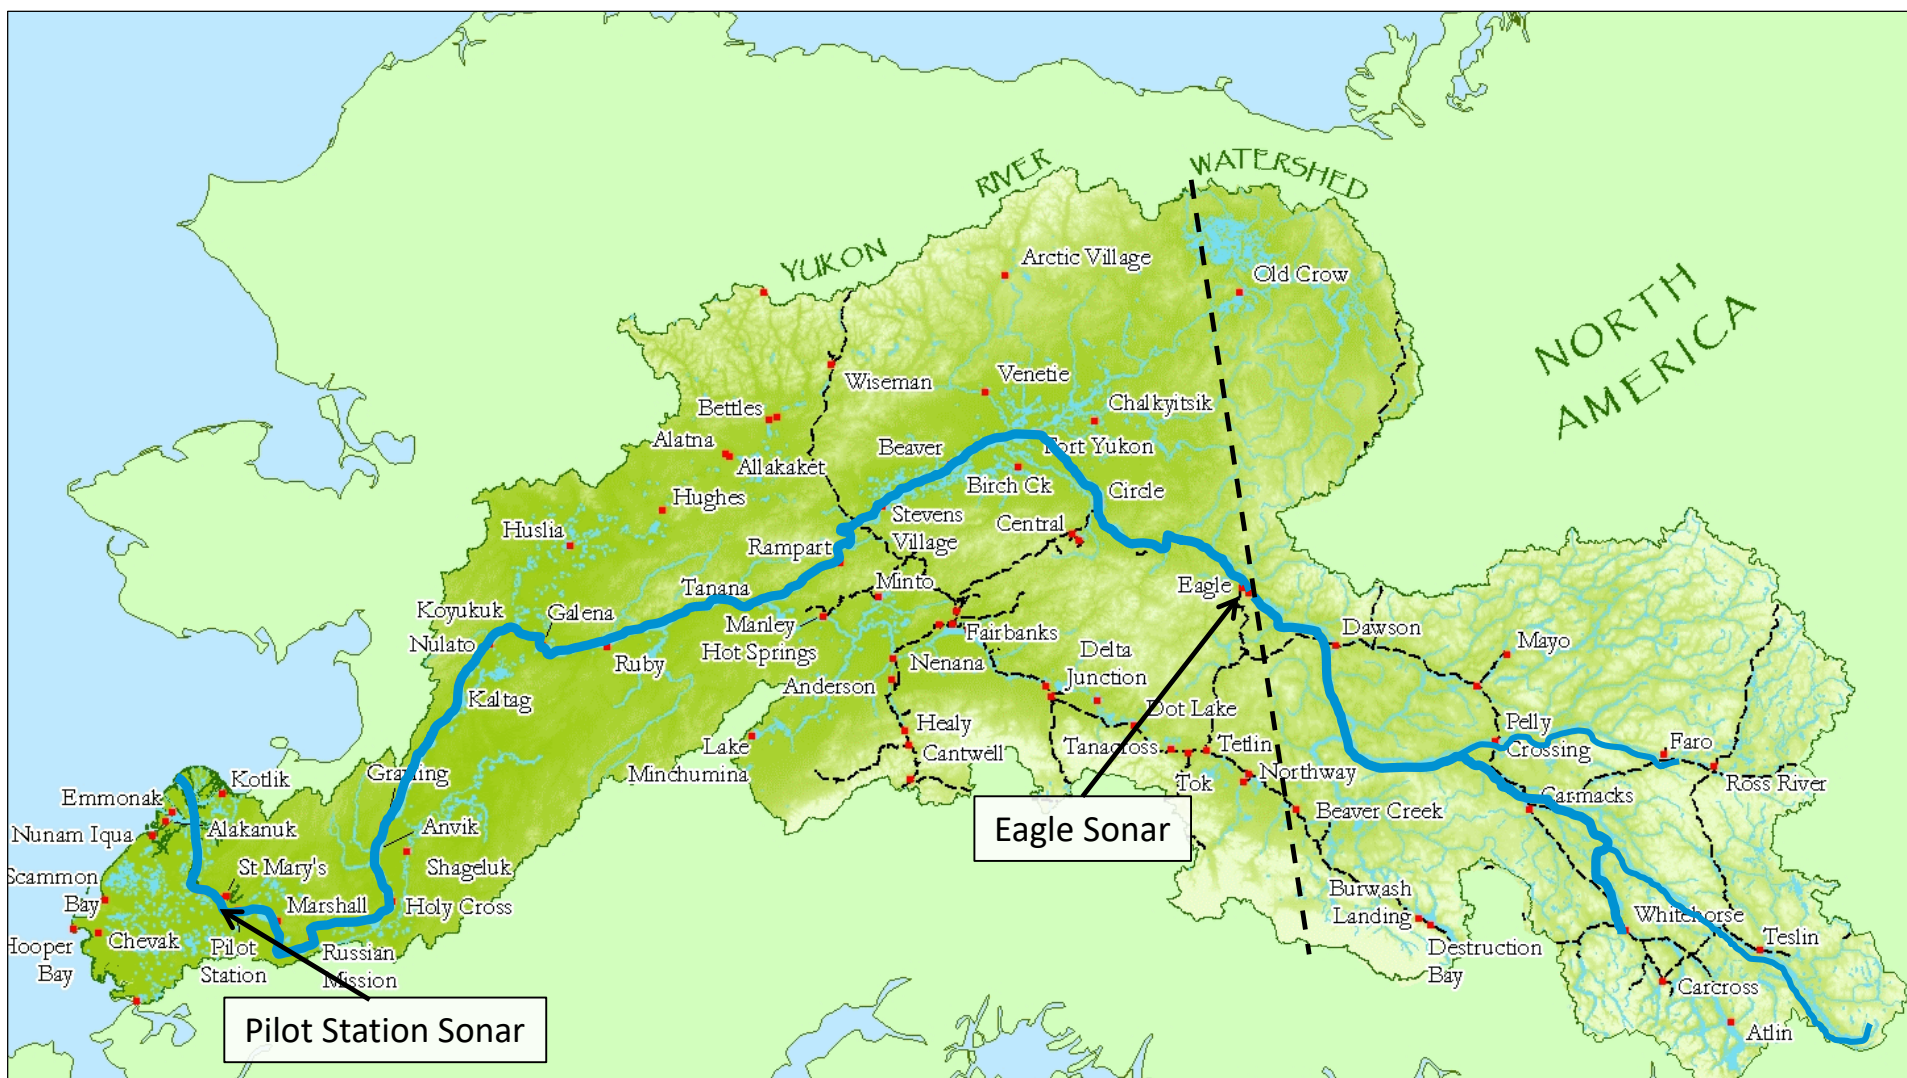 YUKON
RIVER
WATERSHED
NORTH
AMERICA
Arctic Village
Old Crow
Wiseman
Venetie
Chalkyitsik
Bettles
Alatna
Allakaket
Beaver
Fort Yukon
Birch Ck
Circle
Hughes
Huslia
Stevens
Village
Central
Rampart
Tanana
Minto
Eagle
Koyukuk
Galena
Manley
Hot Springs
Fairbanks
Nulato
Ruby
Nenana
Delta
Junction
Dawson
Mayo
Anderson
Kaltag
Healy
Dot Lake
Pelly
Crossing
Lake
Minchumina
Cantwell
Tanacross
Tetlin
Faro
Grayling
Tok
Northway
Ross River
Kotlik
Emmonak
Carmacks
Beaver Creek
Nunam Iqua
Alakanuk
Anvik
Eagle Sonar
St Mary's
Shageluk
Scammon
Bay
Marshall
Holy Cross
Burwash
Landing
Whitehorse
Hooper
Bay
Chevak
Pilot
Station
Russian
Mission
Destruction
Bay
Teslin
Carcross
Pilot Station Sonar
Atlin